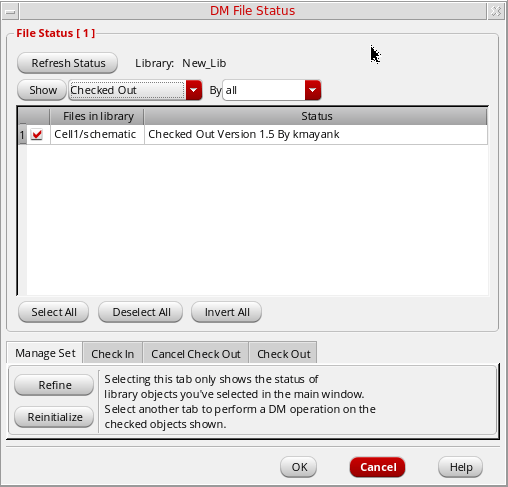 DM File Status
File Status [ 1 ]
Refresh Status Library: New_Lib
Show Checked Out By all
Files in library Status
1 Cell1/schematic Checked Out Version 1.5 By kmayank
Select All Deselect All Invert All
Manage Set Check In Cancel Check Out Check Out
Refine
Reinitialize
Selecting this tab only shows the status of
library objects you've selected in the main window.
Select another tab to perform a DM operation on the
checked objects shown.
OK Cancel Help